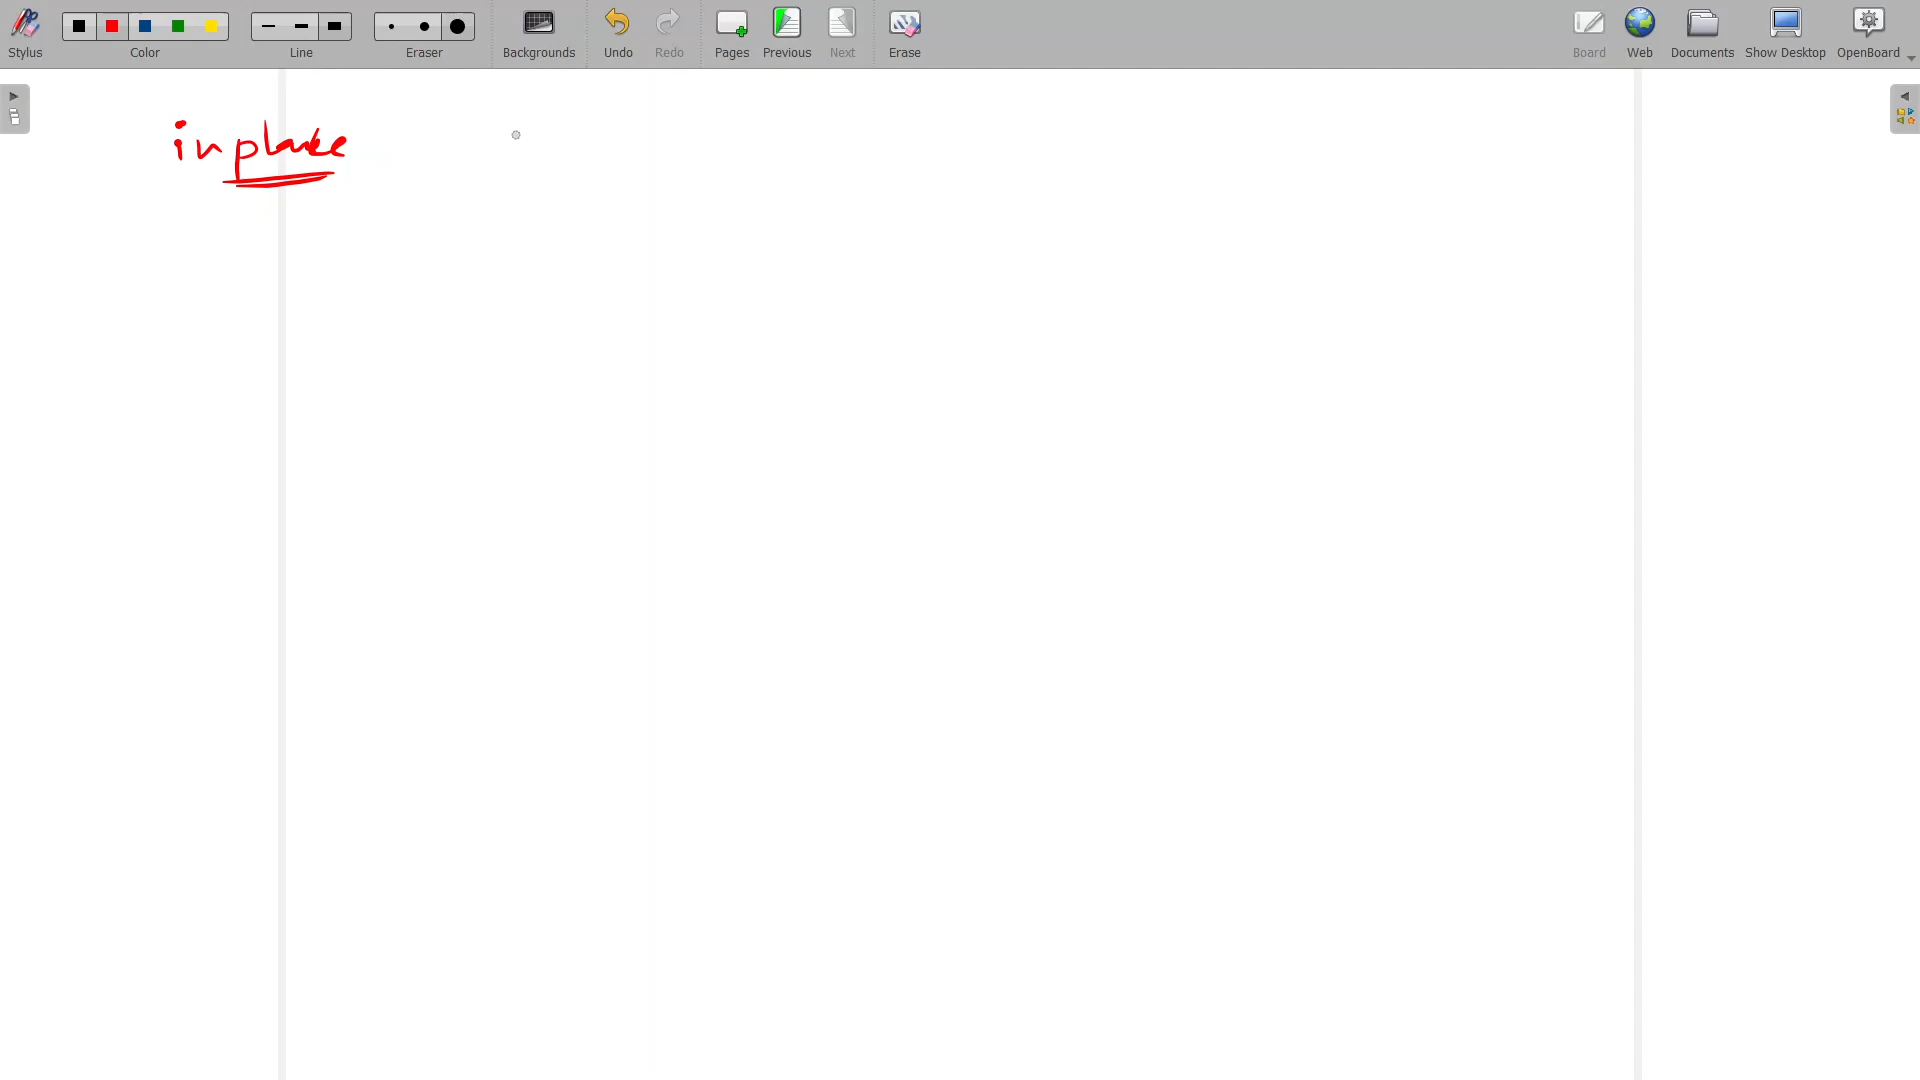 Stylus
Color
Line
Eraser
Backgrounds
Undo
Redo
Pages
Previous
Next
Erase
Board
Web
Documents
Show Desktop
OpenBoard
inplace